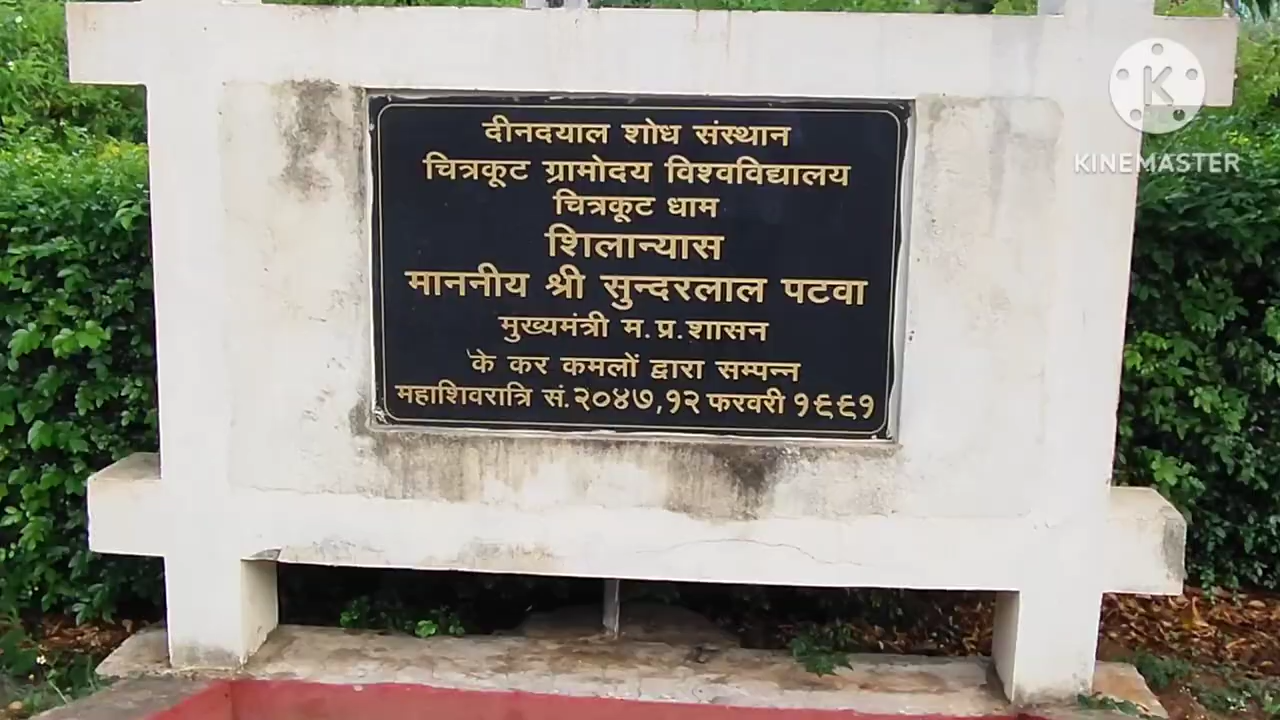 दीनदयाल शोध संस्थान
चित्रकूट ग्रामोदय विश्वविद्यालय
चित्रकूट धाम
शिलान्यास
माननीय श्री सुन्दरलाल पटवा
मुख्यमंत्री म.प्र.शासन
के कर कमलों द्वारा सम्पन्न
महाशिवरात्रि सं.२०४७,१२ फरवरी १९९१
K
KINEMASTER